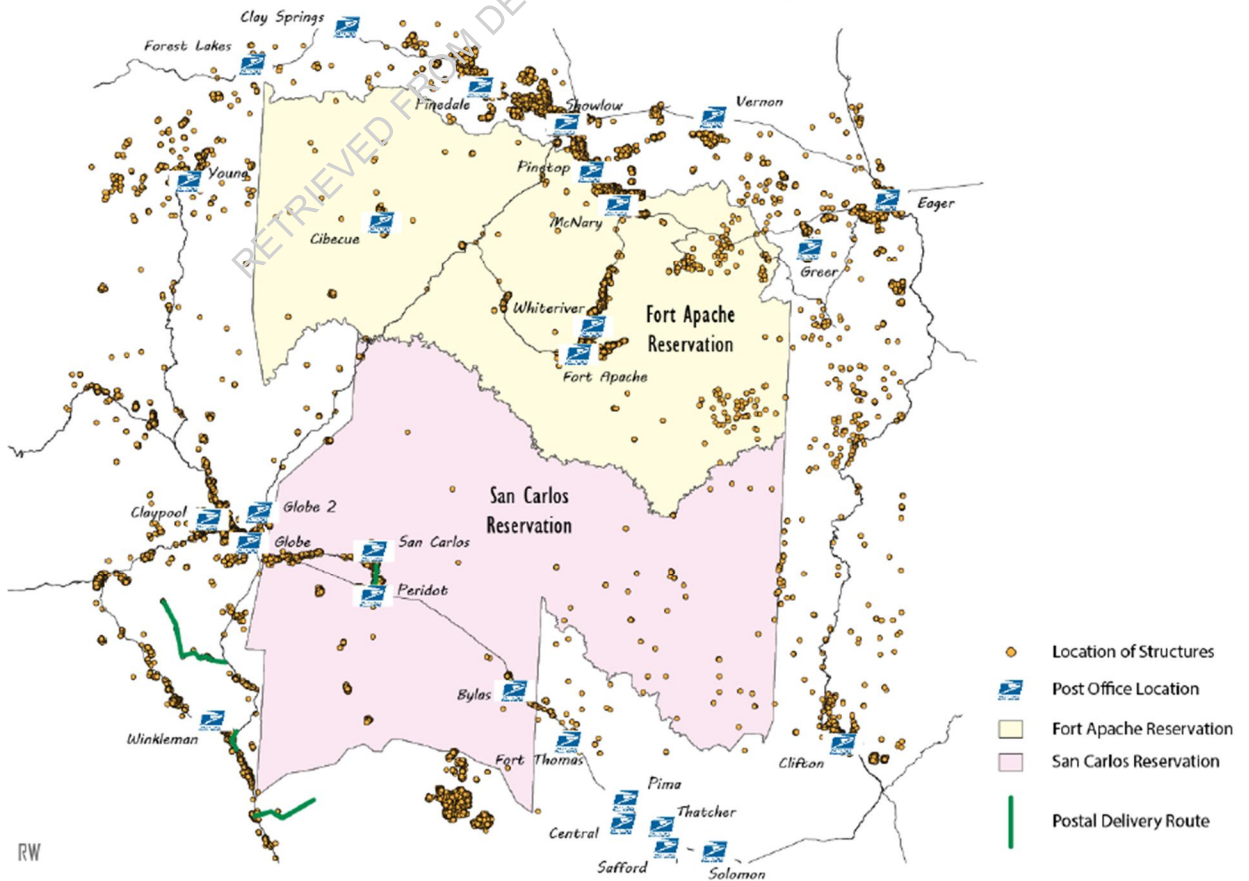 Clay Springs
Forest Lakes
RETRIEVED FROM DE
Pinedale
Showlow
Vernon
Young
Pinetop
McNary
Eager
Cibecue
Greer
Whiteriver
Fort Apache
Reservation
Fort Apache
San Carlos
Reservation
Claypool
Globe 2
Globe
San Carlos
Peridot
Bylas
Winkleman
Fort Thomas
Clifton
Pima
Thatcher
Central
Safford
Solomon
Location of Structures
Post Office Location
Fort Apache Reservation
San Carlos Reservation
Postal Delivery Route
RW